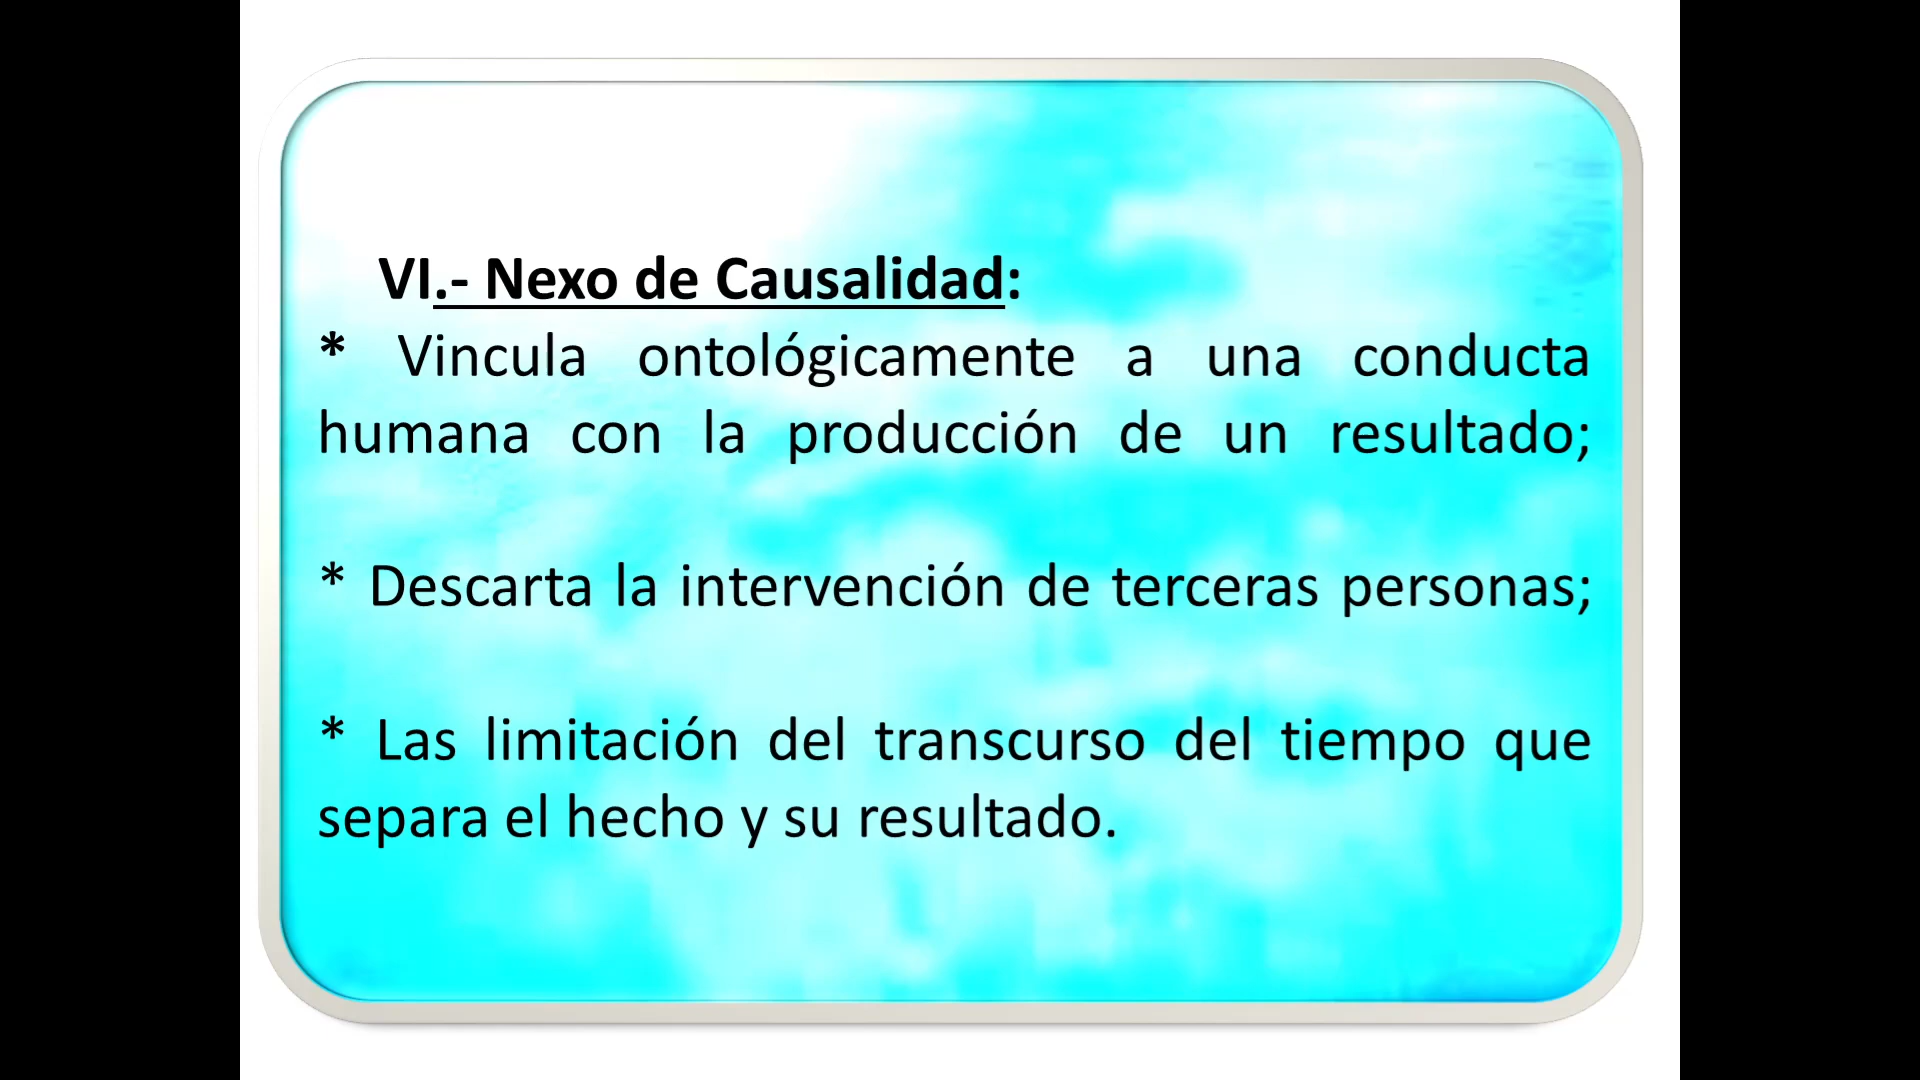 VI.- Nexo de Causalidad:
* Vincula ontológicamente a una conducta
humana con la producción de un resultado;
* Descarta la intervención de terceras personas;
* Las limitación del transcurso del tiempo que
separa el hecho y su resultado.